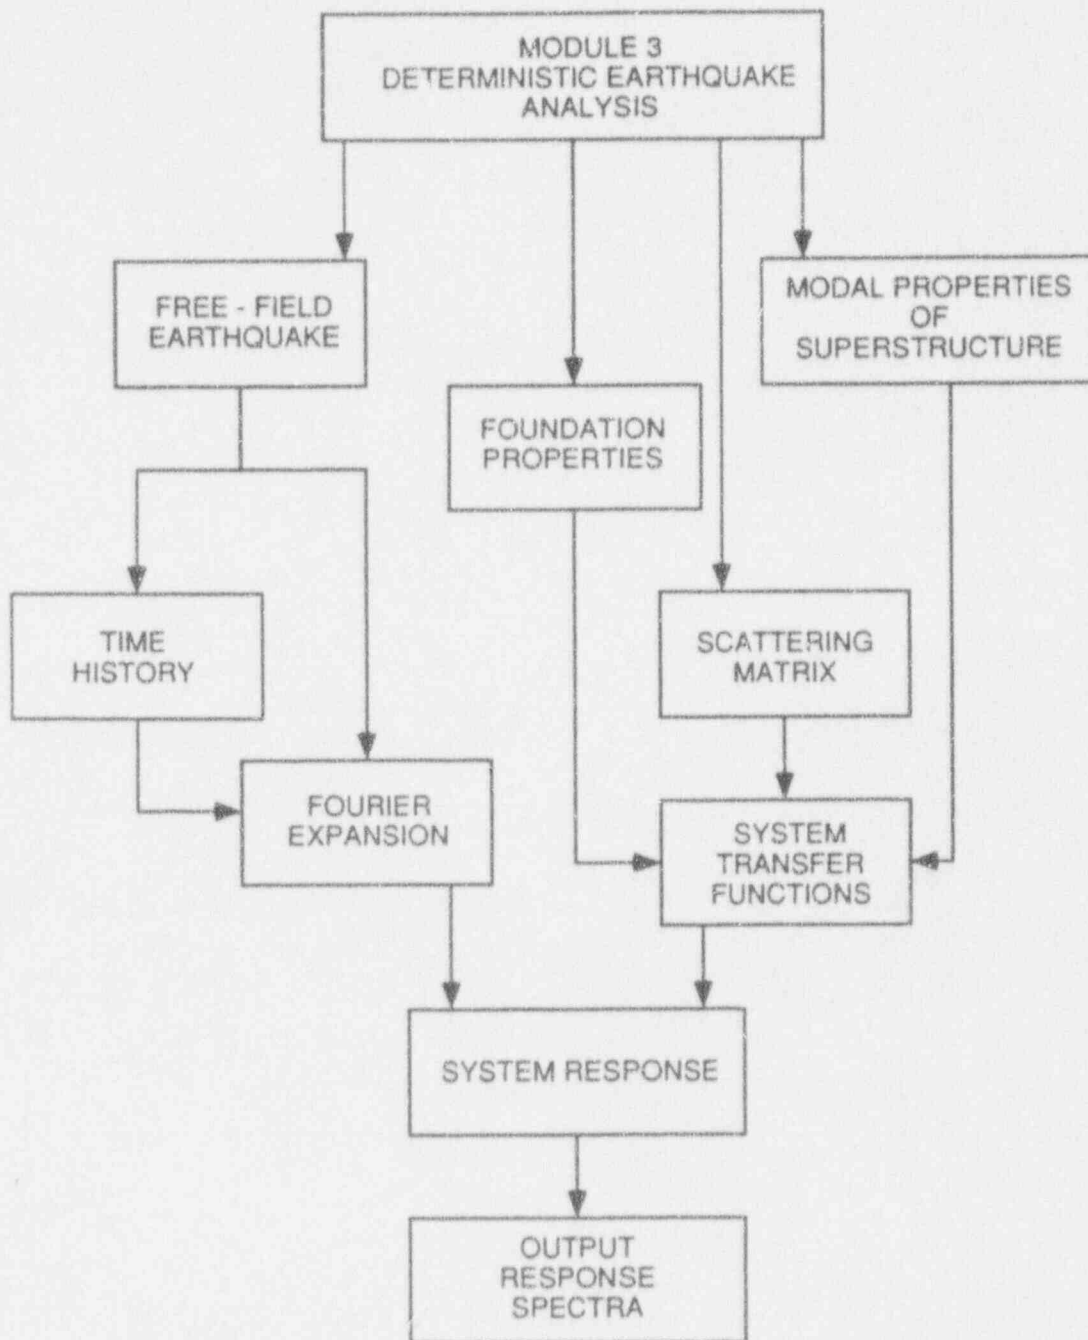 MODULE 3
DETERMINISTIC EARTHQUAKE
ANALYSIS
FREE - FIELD
EARTHQUAKE
MODAL PROPERTIES
OF
SUPERSTRUCTURE
FOUNDATION
PROPERTIES
TIME
HISTORY
SCATTERING
MATRIX
FOURIER
EXPANSION
SYSTEM
TRANSFER
FUNCTIONS
SYSTEM RESPONSE
OUTPUT
RESPONSE
SPECTRA